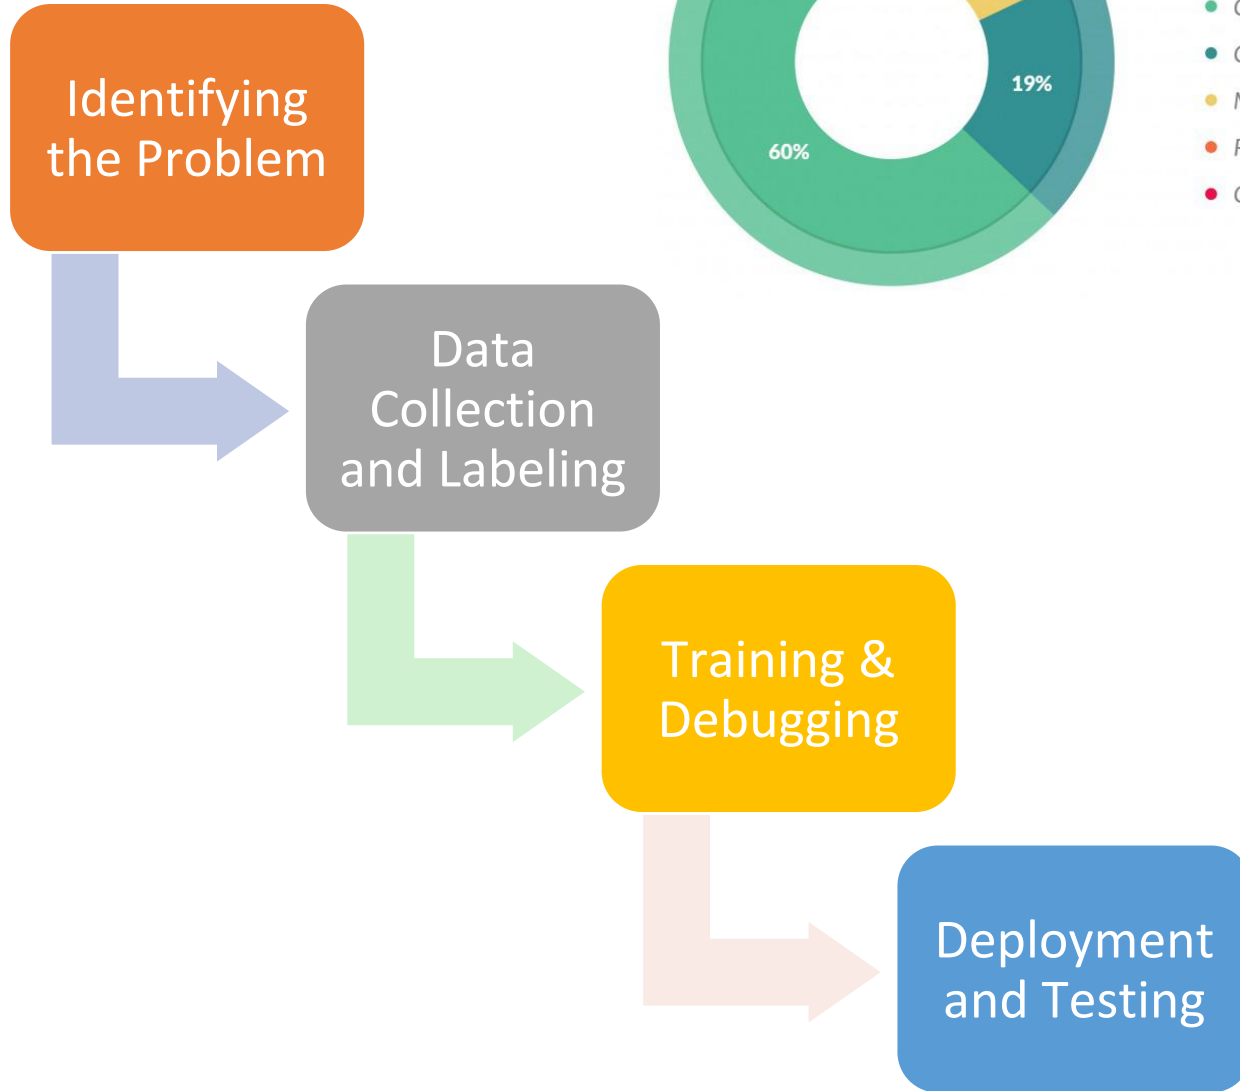 Identifying
the Problem
60%
19%
Data
Collection
and Labeling
Training &
Debugging
Deployment
and Testing